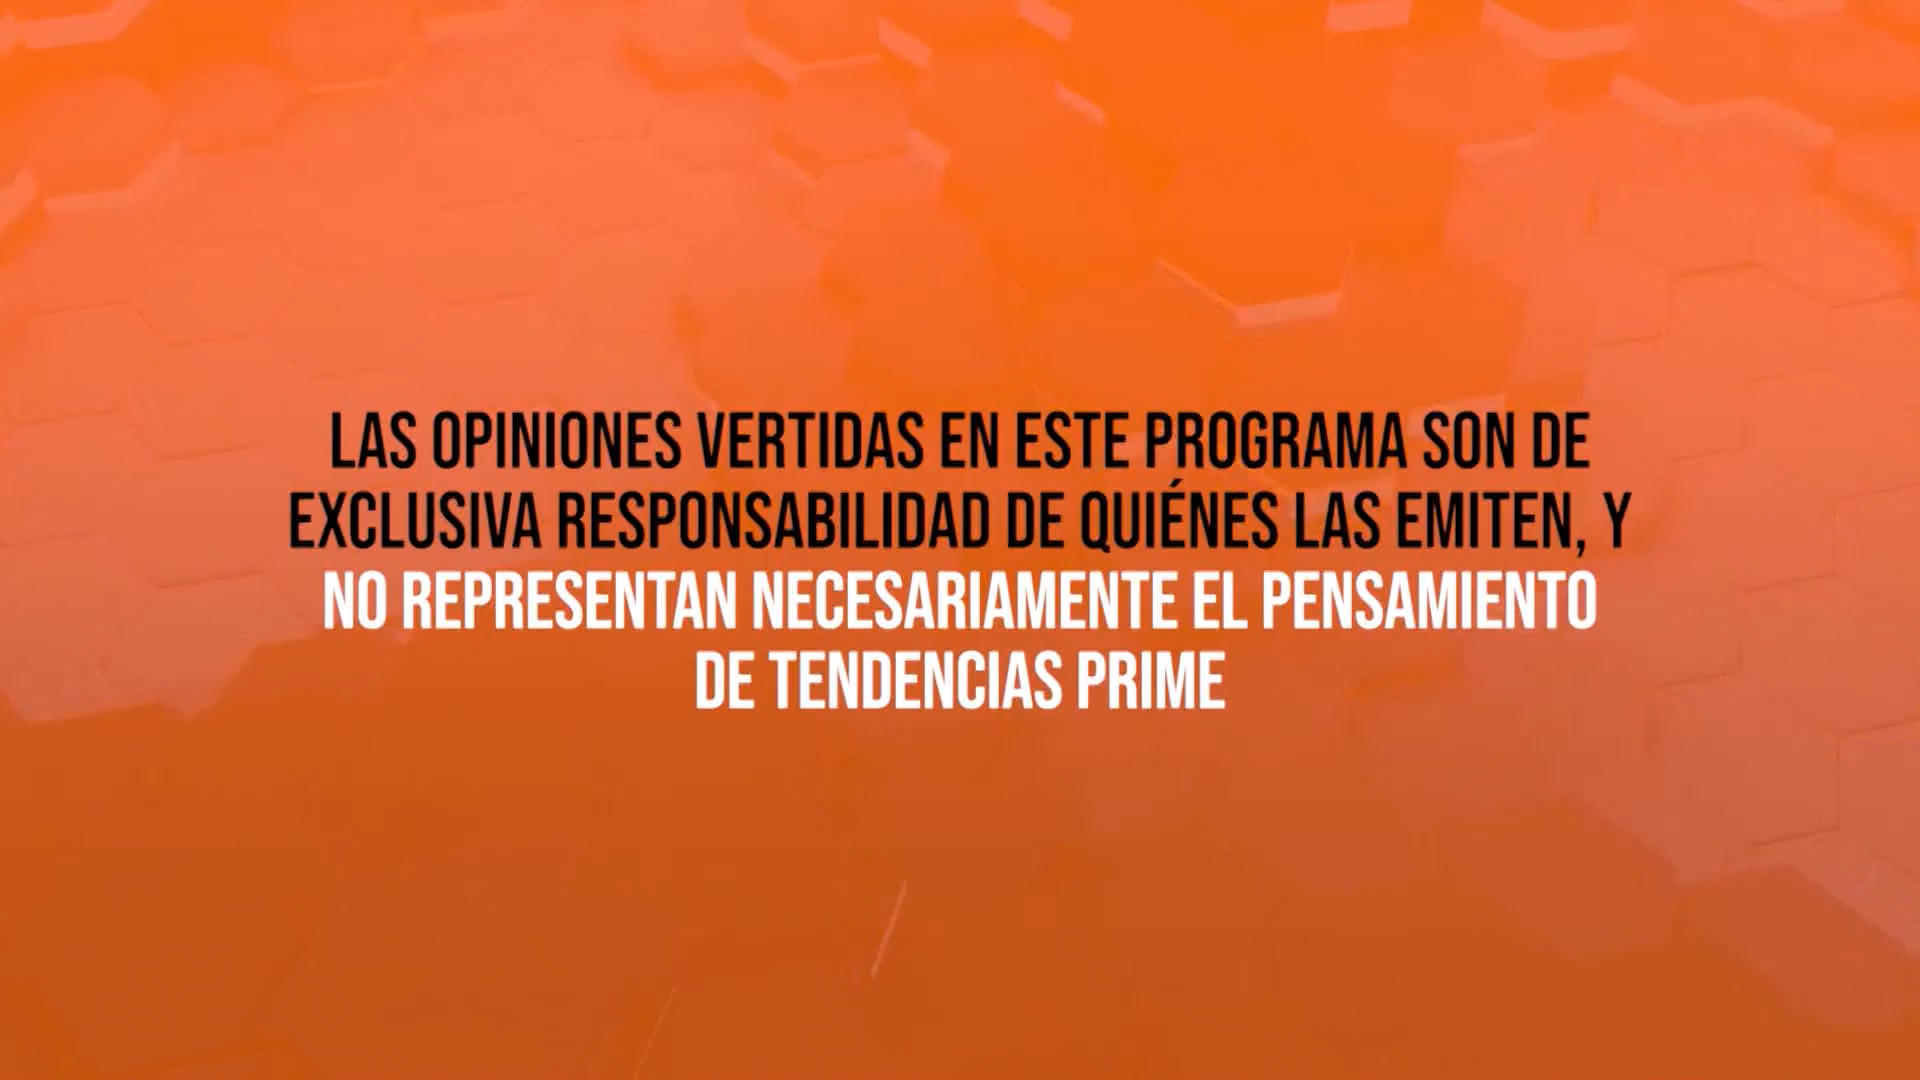 LAS OPINIONES VERTIDAS EN ESTE PROGRAMA SON DE
EXCLUSIVA RESPONSABILIDAD DE QUIÉNES LAS EMITEN, Y
NO REPRESENTAN NECESARIAMENTE EL PENSAMIENTO
DE TENDENCIAS PRIME